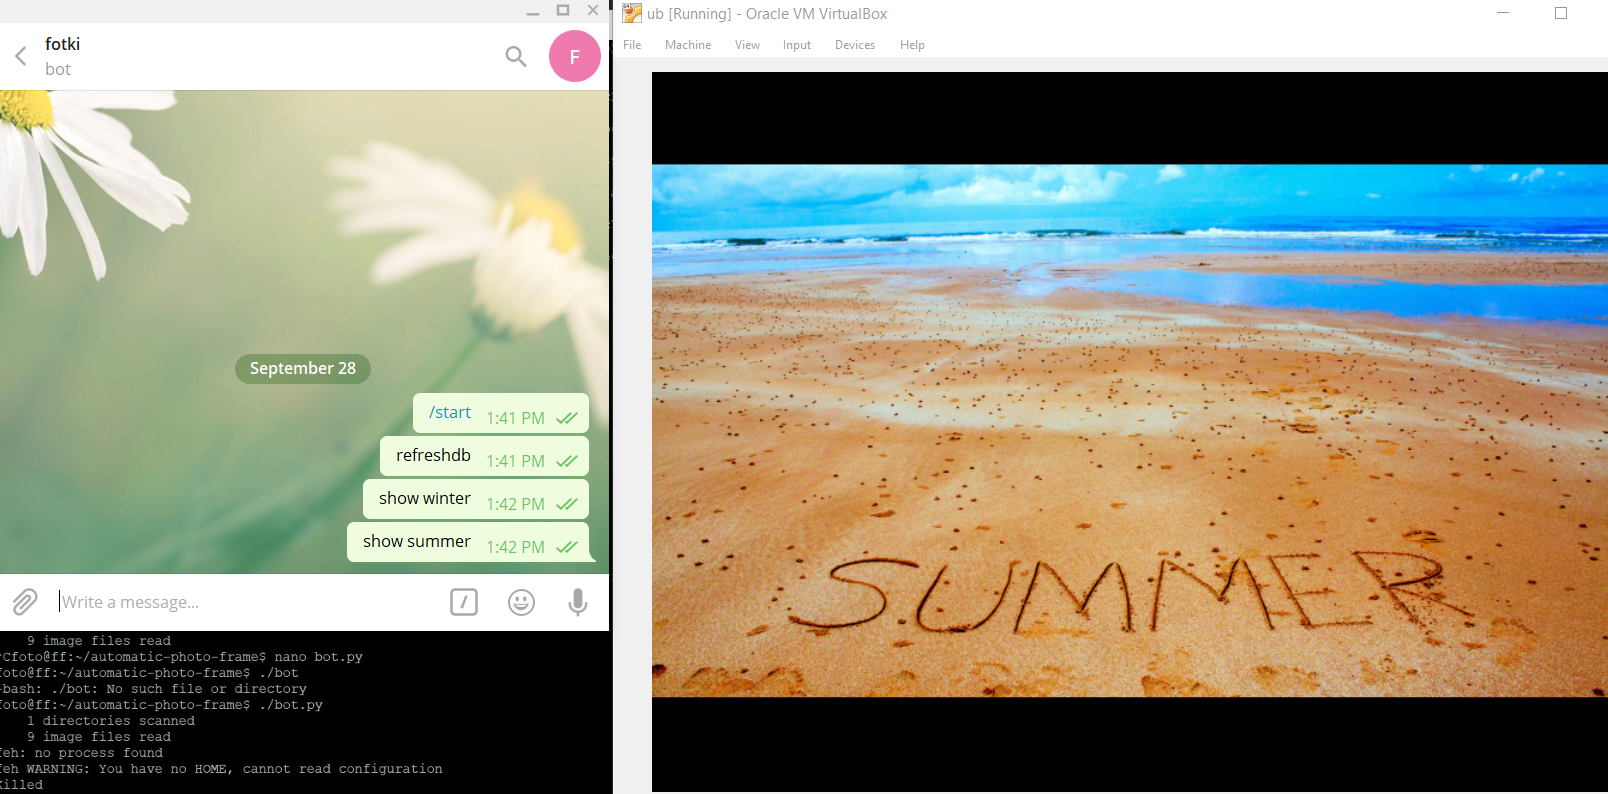 fotki
bot
F
September 28
/start 1:41 PM
refreshdb 1:41 PM
show winter 1:42 PM
show summer 1:42 PM
Write a message...
9 image files read
rCfoto@ff:~/automatic-photo-frame$ nano bot.py
foto@ff:~/automatic-photo-frame$ ./bot
-bash: ./bot: No such file or directory
foto@ff:~/automatic-photo-frame$ ./bot.py
1 directories scanned
9 image files read
feh: no process found
feh WARNING: You have no HOME, cannot read configuration
Killed
ub [Running] - Oracle VM VirtualBox
File Machine View Input Devices Help
SUMMER